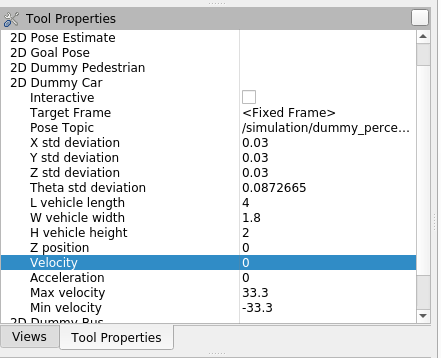 Tool Properties
2D Pose Estimate
2D Goal Pose
2D Dummy Pedestrian
2D Dummy Car
Interactive
Target Frame <Fixed Frame>
Pose Topic /simulation/dummy_perce...
X std deviation 0.03
Y std deviation 0.03
Z std deviation 0.03
Theta std deviation 0.0872665
L vehicle length 4
W vehicle width 1.8
H vehicle height 2
Z position 0
Velocity 0
Acceleration 0
Max velocity 33.3
Min velocity -33.3
2D Dummy Bus
Views Tool Properties